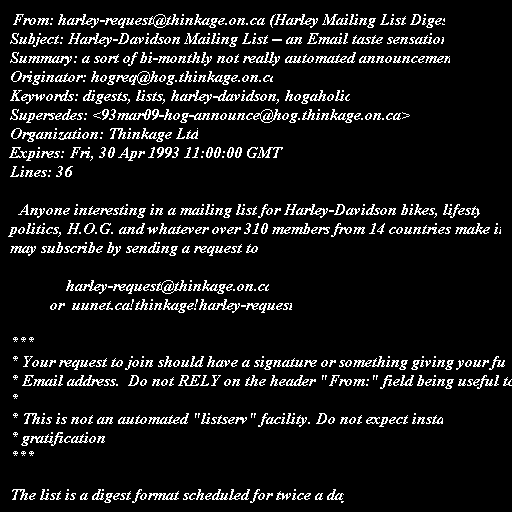 From: harley-request@thinkage.on.ca (Harley Mailing List Diges
Subject: Harley-Davidson Mailing List -- an Email taste sensation
Summary: a sort of bi-monthly not really automated announcemen
Originator: hogreq@hog.thinkage.on.ca
Keywords: digests, lists, harley-davidson, hogaholic
Supersedes: <93mar09-hog-announce@hog.thinkage.on.ca>
Organization: Thinkage Ltd
Expires: Fri, 30 Apr 1993 11:00:00 GMT
Lines: 36

Anyone interesting in a mailing list for Harley-Davidson bikes, lifesty
politics, H.O.G. and whatever over 310 members from 14 countries make i
may subscribe by sending a request to

harley-request@thinkage.on.ca
or uunet.ca!thinkage!harley-request

***
* Your request to join should have a signature or something giving your fu
* Email address. Do not RELY on the header "From:" field being useful to
*
* This is not an automated "listserv" facility. Do not expect insta
* gratification
***

The list is a digest format scheduled for twice a day